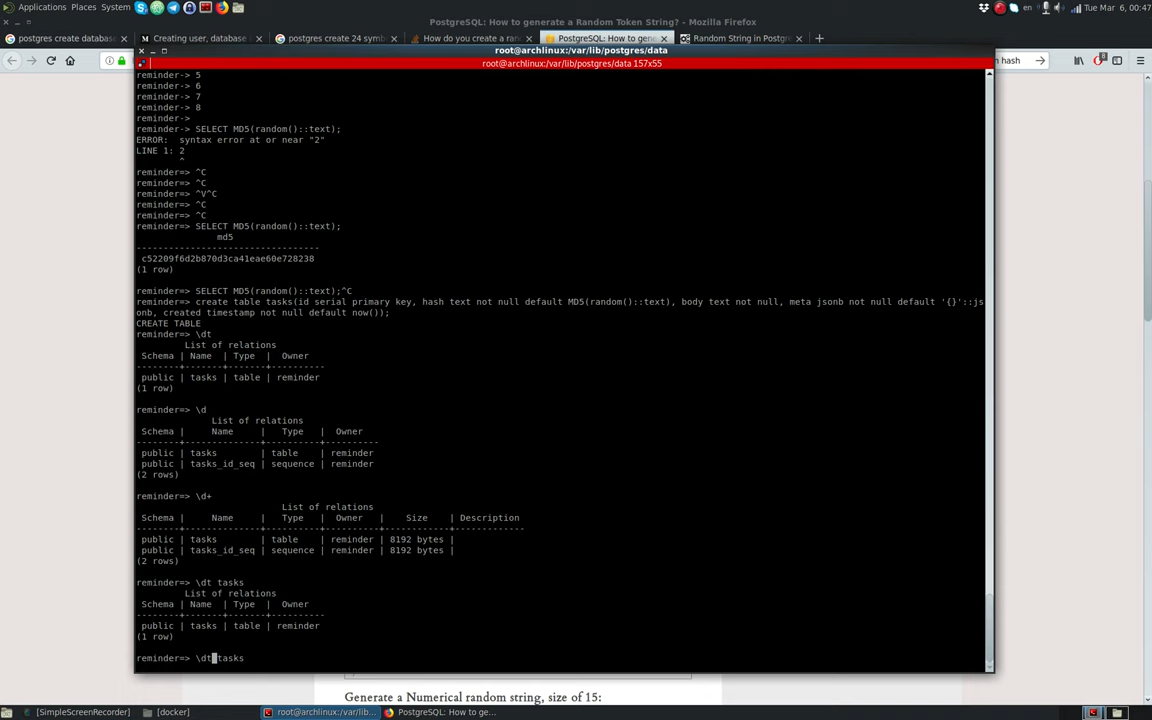 Applications Places System
en
Tue Mar 6, 00:47
PostgreSQL: How to generate a Random Token String? - Mozilla Firefox
postgres create database
Creating user, database
postgres create 24 symb
How do you create a ran
PostgreSQL: How to gene
Random String in Postgr
root@archlinux:/var/lib/postgres/data
root@archlinux:/var/lib/postgres/data 157x55
m hash
reminder-> 5
reminder-> 6
reminder-> 7
reminder-> 8
reminder->
reminder-> SELECT MD5(random()::text);
ERROR:  syntax error at or near "2"
LINE 1: 2
^
reminder=> ^C
reminder=> ^C
reminder=> ^V^C
reminder=> ^C
reminder=> ^C
reminder=> SELECT MD5(random()::text);
md5
----------------------------------
c52209f6d2b870d3ca41eae60e728238
(1 row)
reminder=> SELECT MD5(random()::text);^C
reminder=> create table tasks(id serial primary key, hash text not null default MD5(random()::text), body text not null, meta jsonb not null default '{}'::js
onb, created timestamp not null default now());
CREATE TABLE
reminder=> \dt
List of relations
Schema | Name  | Type  |  Owner
--------+-------+-------+----------
public | tasks | table | reminder
(1 row)
reminder=> \d
List of relations
Schema |     Name     |   Type   |  Owner
--------+--------------+----------+----------
public | tasks        | table    | reminder
public | tasks_id_seq | sequence | reminder
(2 rows)
reminder=> \d+
List of relations
Schema |     Name     |   Type   |  Owner   |    Size    | Description
--------+--------------+----------+----------+------------+-------------
public | tasks        | table    | reminder | 8192 bytes |
public | tasks_id_seq | sequence | reminder | 8192 bytes |
(2 rows)
reminder=> \dt tasks
List of relations
Schema | Name  | Type  |  Owner
--------+-------+-------+----------
public | tasks | table | reminder
(1 row)
reminder=> \dt tasks
Generate a Numerical random string, size of 15:
[SimpleScreenRecorder]
[docker]
root@archlinux:/var/lib...
PostgreSQL: How to ge...